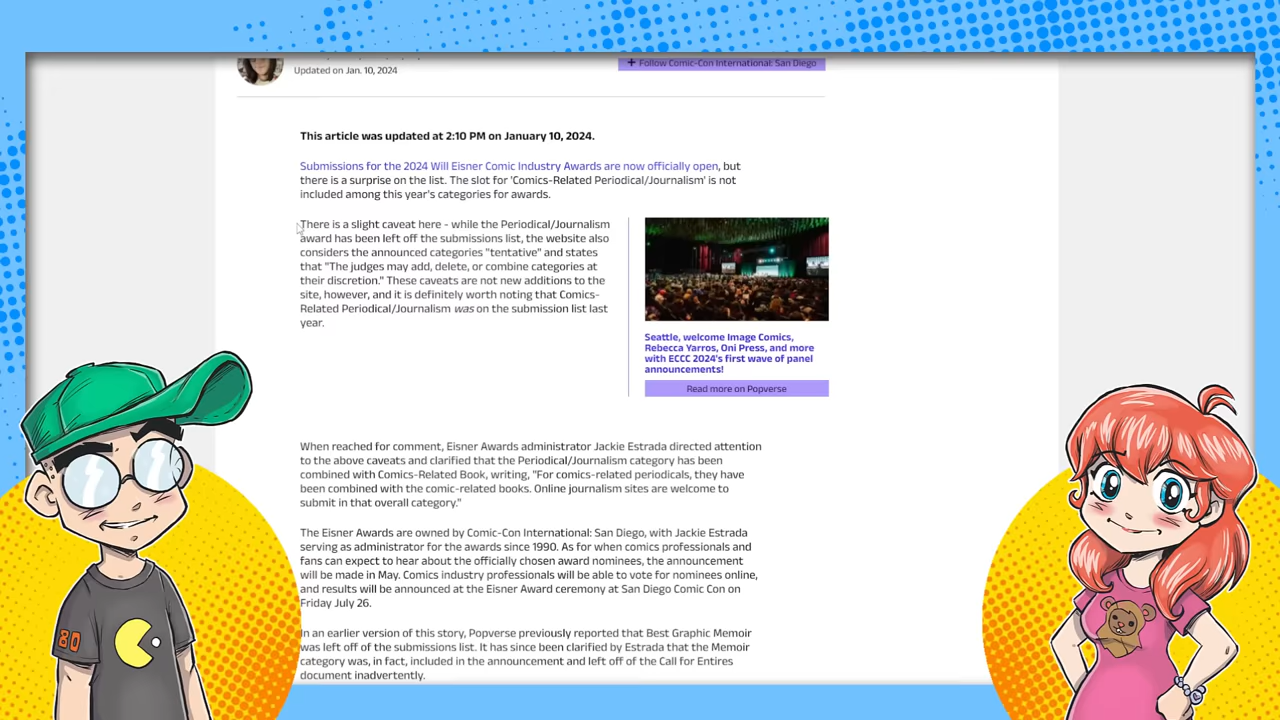 Updated on Jan. 10, 2024
+ Follow Comic-Con International: San Diego
This article was updated at 2:10 PM on January 10, 2024.
Submissions for the 2024 Will Eisner Comic Industry Awards are now officially open, but
there is a surprise on the list. The slot for 'Comics-Related Periodical/Journalism' is not
included among this year's categories for awards.
There is a slight caveat here - while the Periodical/Journalism
award has been left off the submissions list, the website also
considers the announced categories "tentative" and states
that "The judges may add, delete, or combine categories at
their discretion." These caveats are not new additions to the
site, however, and it is definitely worth noting that Comics-
Related Periodical/Journalism was on the submission list last
year.
Seattle, welcome Image Comics,
Rebecca Yarros, Oni Press, and more
with ECCC 2024's first wave of panel
announcements!
Read more on Popverse
When reached for comment, Eisner Awards administrator Jackie Estrada directed attention
to the above caveats and clarified that the Periodical/Journalism category has been
combined with Comics-Related Book, writing, "For comics-related periodicals, they have
been combined with the comic-related books. Online journalism sites are welcome to
submit in that overall category."
The Eisner Awards are owned by Comic-Con International: San Diego, with Jackie Estrada
serving as administrator for the awards since 1990. As for when comics professionals and
fans can expect to hear about the officially chosen award nominees, the announcement
will be made in May. Comics industry professionals will be able to vote for nominees online,
and results will be announced at the Eisner Award ceremony at San Diego Comic Con on
Friday July 26.
In an earlier version of this story, Popverse previously reported that Best Graphic Memoir
was left off of the submissions list. It has since been clarified by Estrada that the Memoir
category was, in fact, included in the announcement and left off of the Call for Entires
document inadvertently.
80